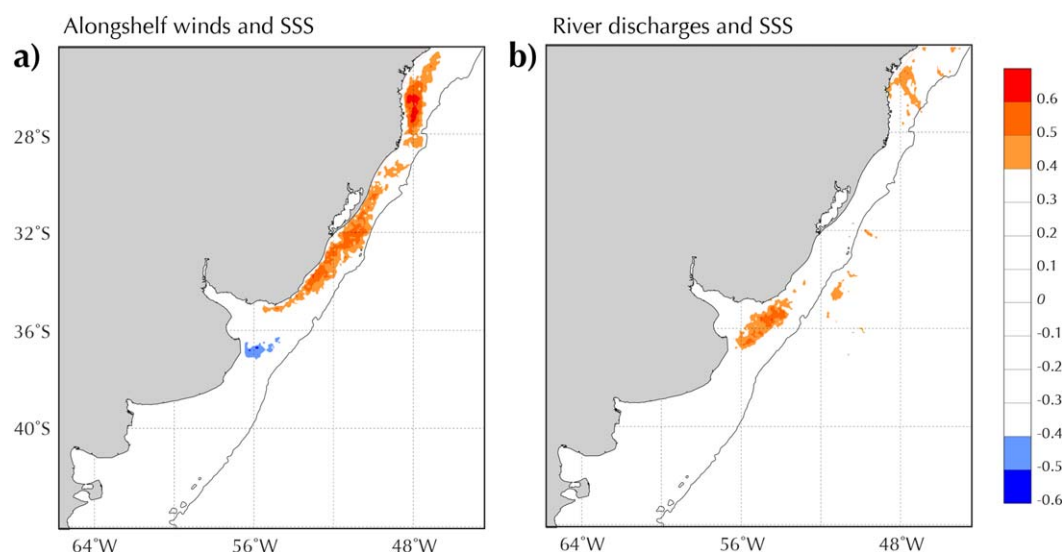 Alongshelf winds and SSS
River discharges and SSS
a)
b)
28°S
32°S
36°S
40°S
64°W
56°W
48°W
64°W
56°W
48°W
0.6
0.5
0.4
0.3
0.2
0.1
0
-0.1
-0.2
-0.3
-0.4
-0.5
-0.6